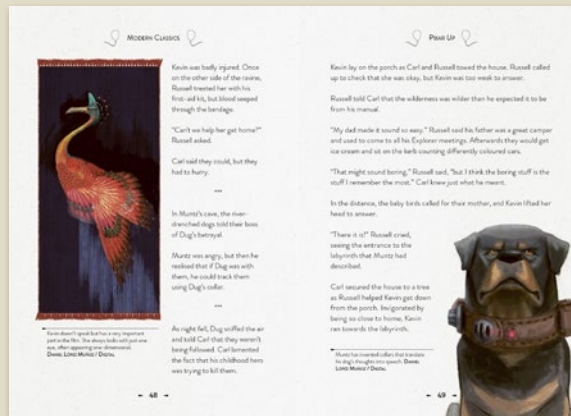 MODERN CLASSICS
Kevin was badly injured. Once
on the other side of the ravine,
Russell treated her with his
first-aid kit, but blood seeped
through the bandage.
"Can't we help her get home?"
Russell asked.
Carl said they could, but they
had to hurry.
***
In Muntz's cave, the river-
drenched dogs told their boss
of Dug's betrayal.
Muntz was angry, but then he
realised that if Dug was with
them, he could track them
using Dug's collar.
***
As night fell, Dug sniffed the air
and told Carl that they weren't
being followed. Carl lamented
the fact that his childhood hero
was trying to kill them.
Kevin doesn't speak but has a very important
part in the film. She always looks with just one
eye, often appearing one-dimensional.
DANIEL LÓPEZ MUÑOZ / DIGITAL
48
PIXAR UP
Kevin lay on the porch as Carl and Russell towed the house. Russell called
up to check that she was okay, but Kevin was too weak to answer.
Russell told Carl that the wilderness was wilder than he expected it to be
from his manual.
"My dad made it sound so easy." Russell said his father was a great camper
and used to come to all his Explorer meetings. Afterwards they would get
ice-cream and sit on the kerb counting differently coloured cars.
"That might sound boring," Russell said, "but I think the boring stuff is the
stuff I remember the most." Carl knew just what he meant.
In the distance, the baby birds called for their mother, and Kevin lifted her
head to answer.
"There it is!" Russell cried,
seeing the entrance to the
labyrinth that Muntz had
described.
Carl secured the house to a tree
as Russell helped Kevin get down
from the porch. Invigorated by
being so close to home, Kevin
ran towards the labyrinth.
Muntz has invented collars that translate
his dog's thoughts into speech. DANIEL
LÓPEZ MUÑOZ / DIGITAL
49